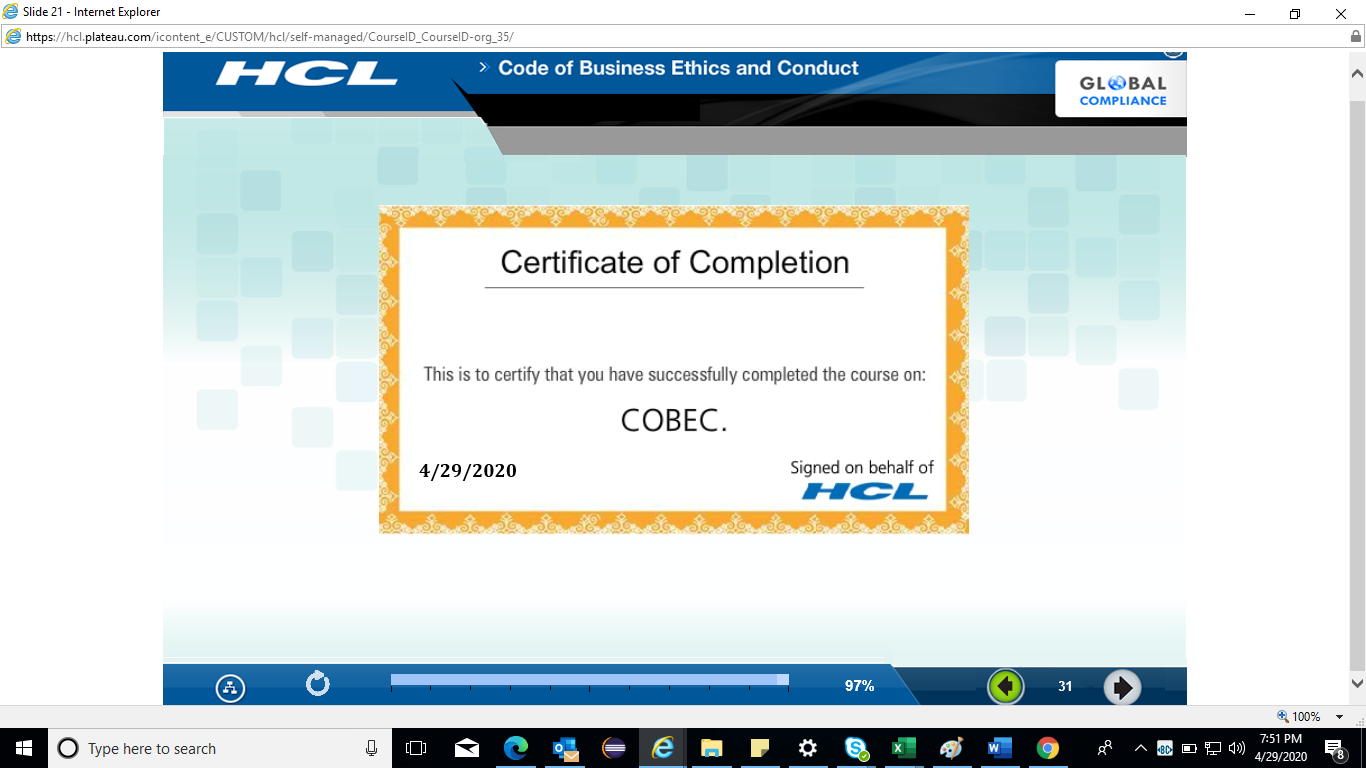 Slide 21 - Internet Explorer
https://hcl.plateau.com/icontent_e/CUSTOM/hcl/self-managed/CourseID_CourseID-org_35/
HCL
Code of Business Ethics and Conduct
GLOBAL
COMPLIANCE
Certificate of Completion
This is to certify that you have successfully completed the course on:
COBEC.
4/29/2020
Signed on behalf of
HCL
97%
31
100%
Type here to search
7:51 PM
4/29/2020
8